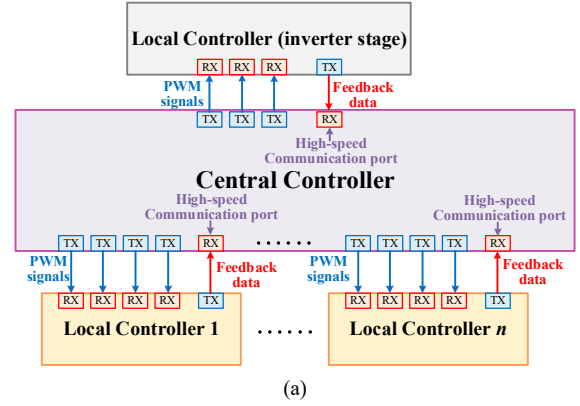 Local Controller (inverter stage)
RX RX RX TX
PWM signals
Feedback data
TX TX TX RX
High-speed
Communication port
Central Controller
High-speed
Communication port
High-speed
Communication port
TX TX TX TX RX ...... TX TX TX TX RX
PWM signals
Feedback data
PWM signals
Feedback data
RX RX RX RX TX RX RX RX RX TX
Local Controller 1 ...... Local Controller n
(a)